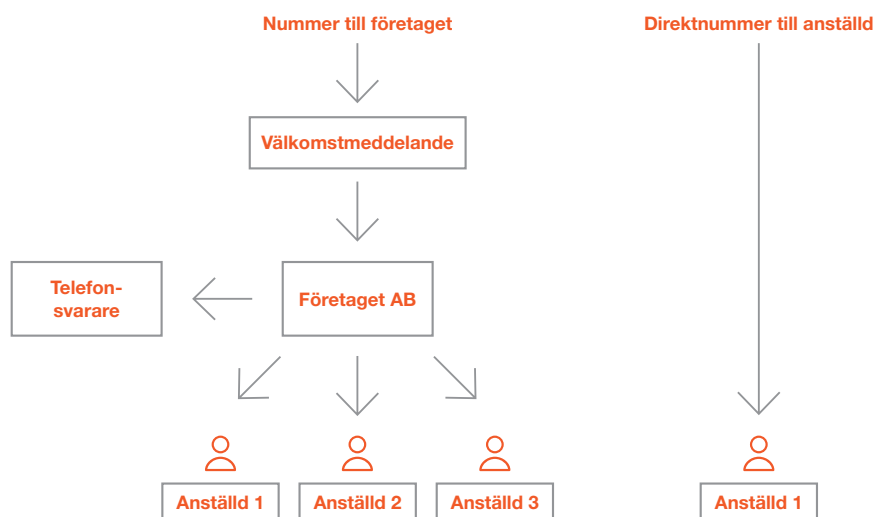 Nummer till företaget
Direktnummer till anställd
Välkomstmeddelande
Telefon-
svarare
Företaget AB
Anställd 1
Anställd 2
Anställd 3
Anställd 1